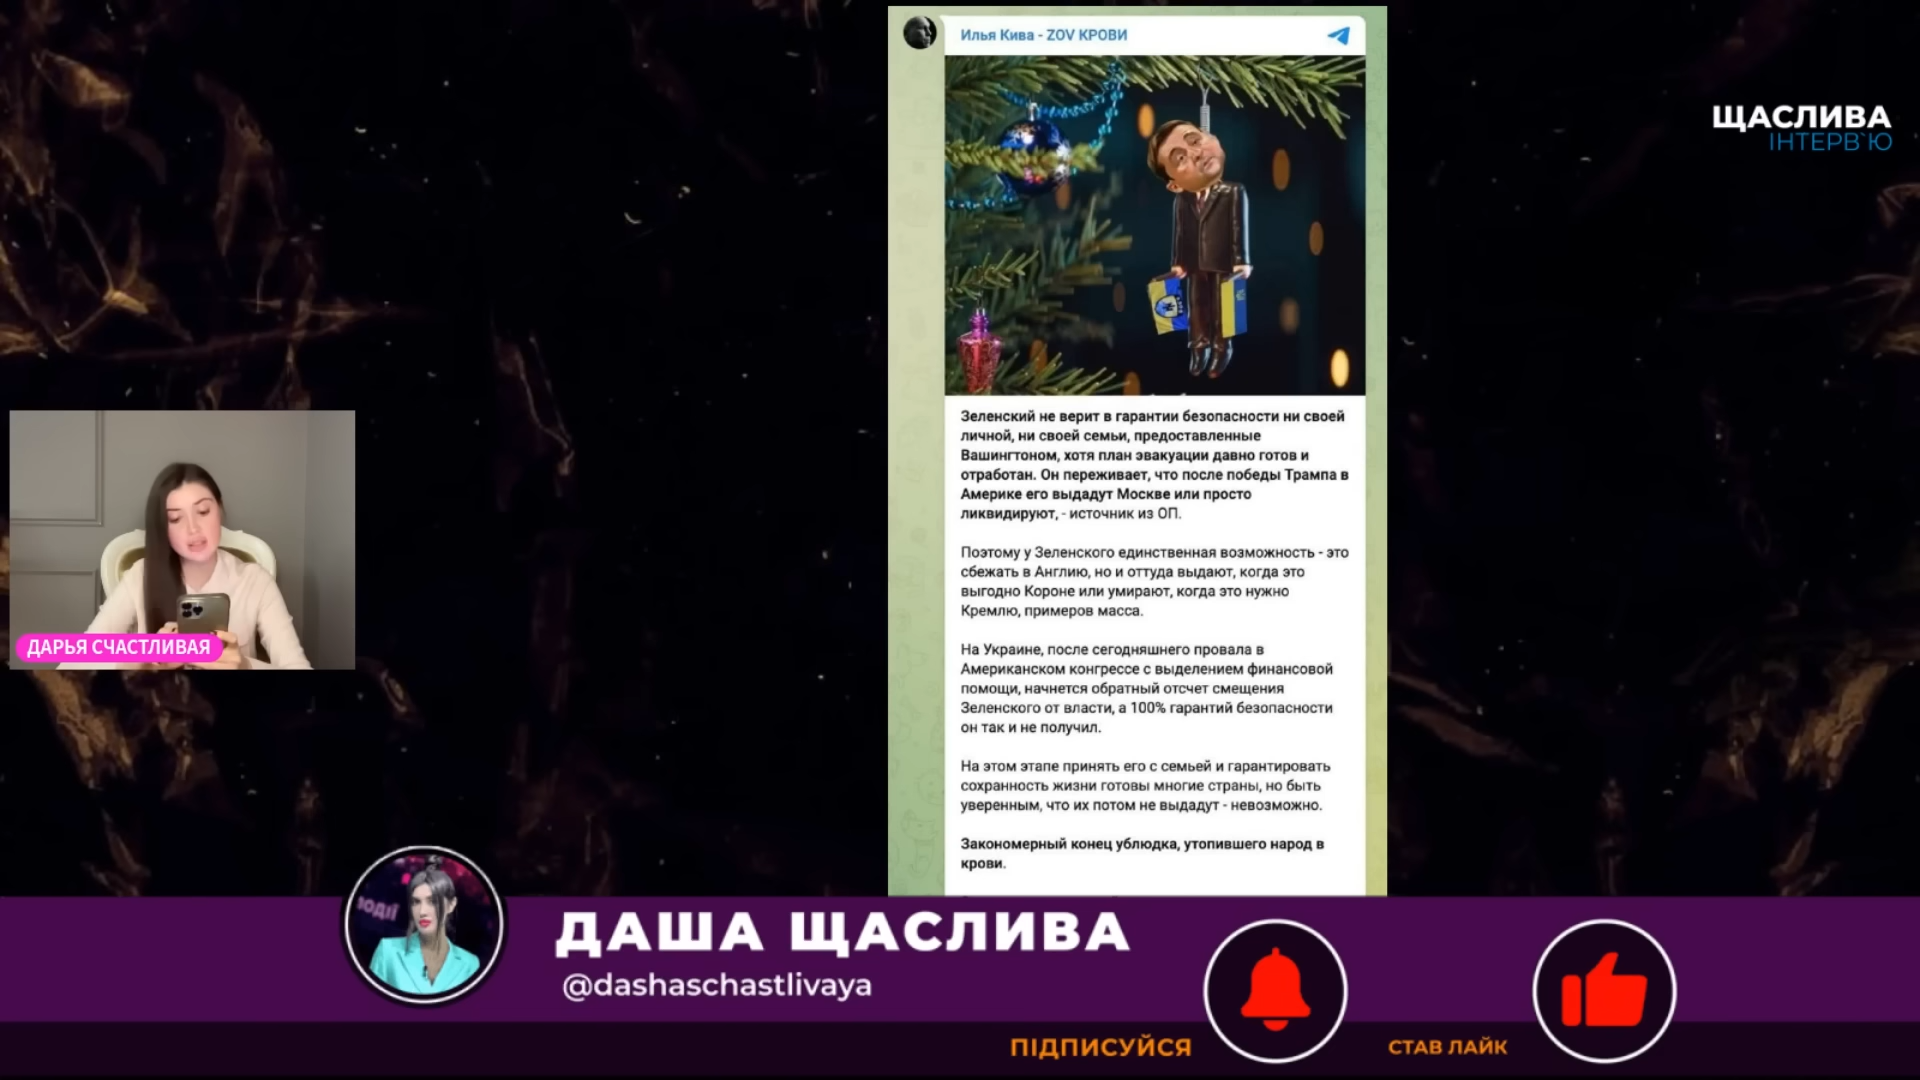 Илья Кива - ZOV КРОВИ
ЩАСЛИВА
ІНТЕРВ`Ю
Зеленский не верит в гарантии безопасности ни своей
личной, ни своей семьи, предоставленные
Вашингтоном, хотя план эвакуации давно готов и
отработан. Он переживает, что после победы Трампа в
Америке его выдадут Москве или просто
ликвидируют, - источник из ОП.
Поэтому у Зеленского единственная возможность - это
сбежать в Англию, но и оттуда выдают, когда это
выгодно Короне или умирают, когда это нужно
Кремлю, примеров масса.
На Украине, после сегодняшнего провала в
Американском конгрессе с выделением финансовой
помощи, начнется обратный отсчет смещения
Зеленского от власти, а 100% гарантий безопасности
он так и не получил.
На этом этапе принять его с семьей и гарантировать
сохранность жизни готовы многие страны, но быть
уверенным, что их потом не выдадут - невозможно.
Закономерный конец ублюдка, утопившего народ в
крови.
ДАРЬЯ СЧАСТЛИВАЯ
ПОДІЇ
ДАША ЩАСЛИВА
@dashaschastlivaya
ПІДПИСУЙСЯ
СТАВ ЛАЙК